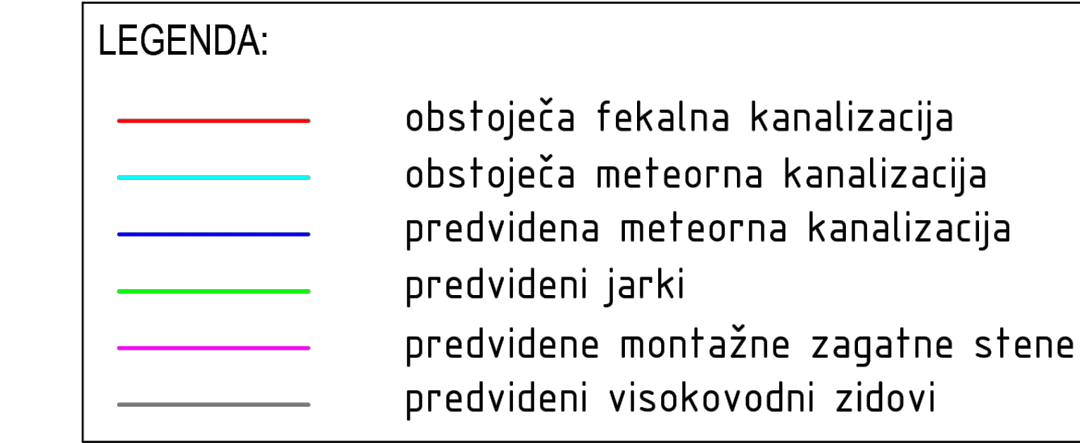 LEGENDA:
obstoječa fekalna kanalizacija
obstoječa meteorna kanalizacija
predvidena meteorna kanalizacija
predvideni jarki
predvidene montažne zagatne stene
predvideni visokovodni zidovi